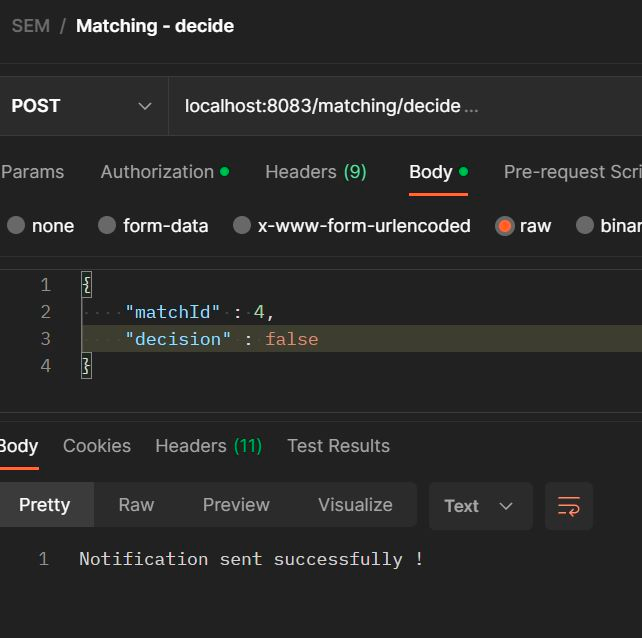 SEM / Matching - decide
POST localhost:8083/matching/decide ...
Params Authorization Headers (9) Body Pre-request Scri
none form-data x-www-form-urlencoded raw binar
1 {
2 "matchId" : 4,
3 "decision" : false
4 }
Body Cookies Headers (11) Test Results
Pretty Raw Preview Visualize Text
1 Notification sent successfully !